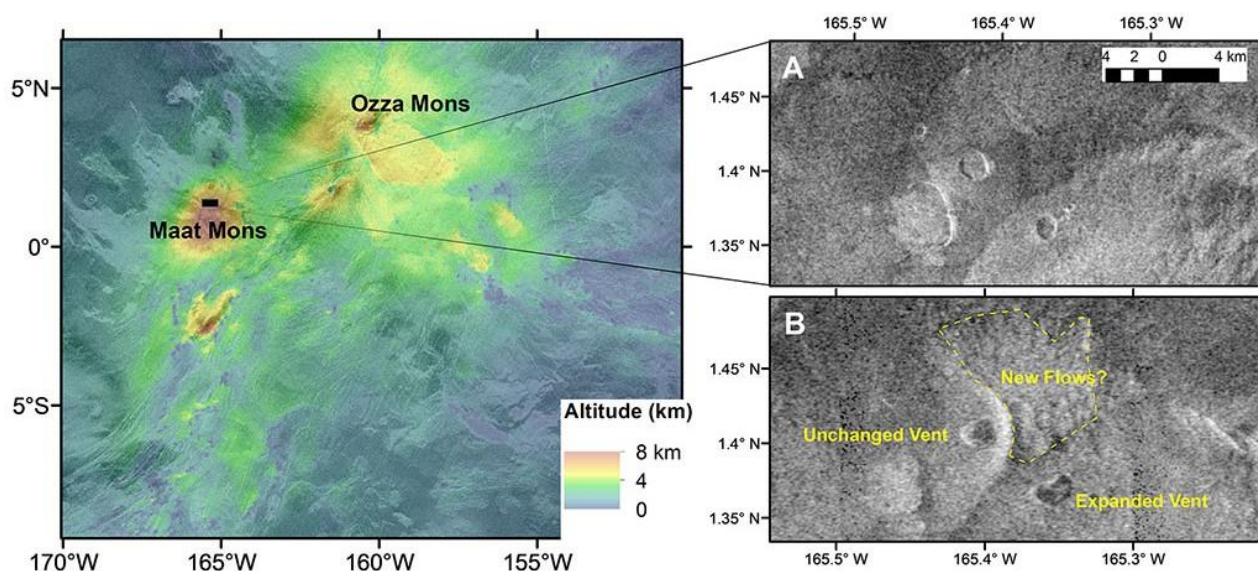 5°N
0°
5°S
170°W
165°W
160°W
155°W
Ozza Mons
Maat Mons
Altitude (km)
8 km
4
0
165.5° W
165.4° W
165.3° W
A
4 2 0 4 km
1.45° N
1.4° N
1.35° N
B
New Flows?
Unchanged Vent
Expanded Vent
1.45° N
1.4° N
1.35° N
165.5° W
165.4° W
165.3° W